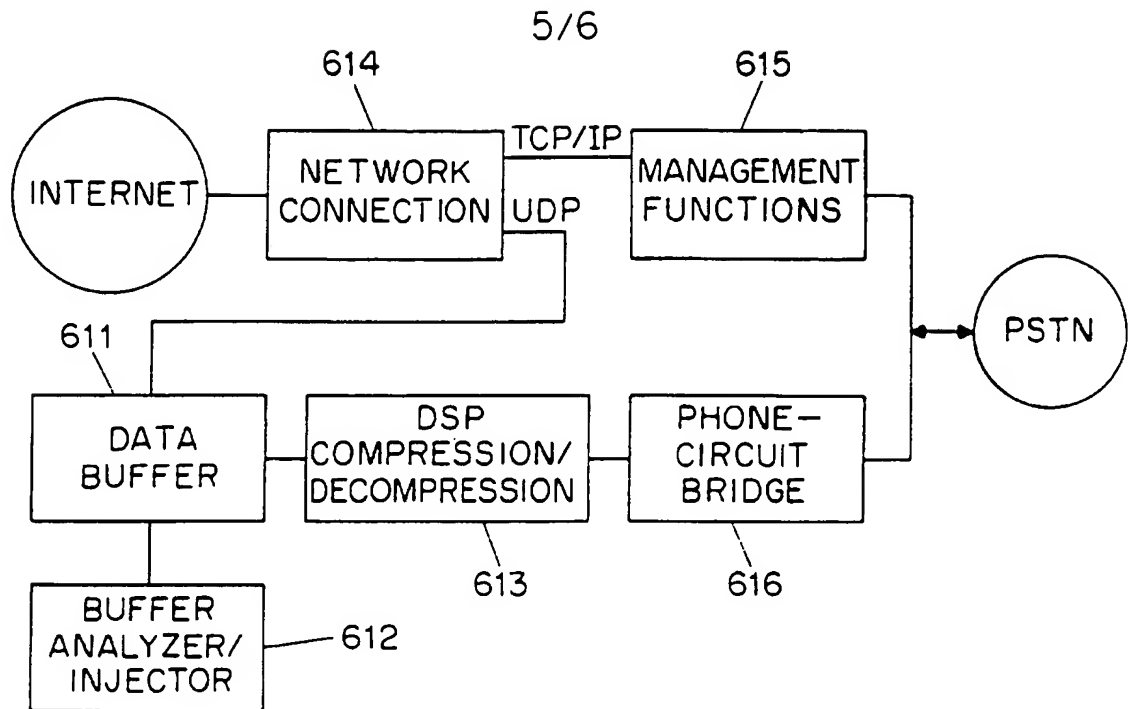 5/6
614
615
INTERNET
NETWORK
CONNECTION
TCP/IP
UDP
MANAGEMENT
FUNCTIONS
PSTN
611
DATA
BUFFER
DSP
COMPRESSION/
DECOMPRESSION
PHONE-
CIRCUIT
BRIDGE
613
616
BUFFER
ANALYZER/
INJECTOR
612